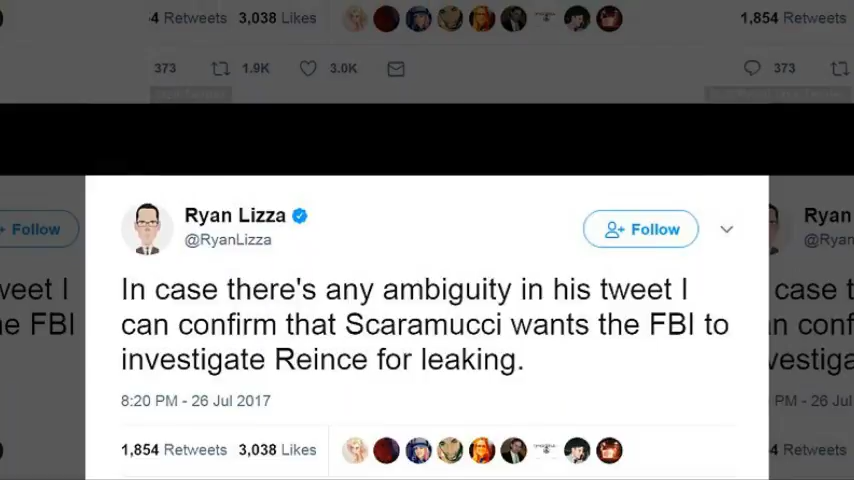 4 Retweets 3,038 Likes
1,854 Retweets
373 1.9K 3.0K
373
Ryan Lizza
@RyanLizza
Follow
In case there's any ambiguity in his tweet I
can confirm that Scaramucci wants the FBI to
investigate Reince for leaking.
8:20 PM - 26 Jul 2017
1,854 Retweets 3,038 Likes
Follow
weet I
e FBI
Ryan
@Ryan
case t
n conf
vestiga
PM - 26 Jul
4 Retweets